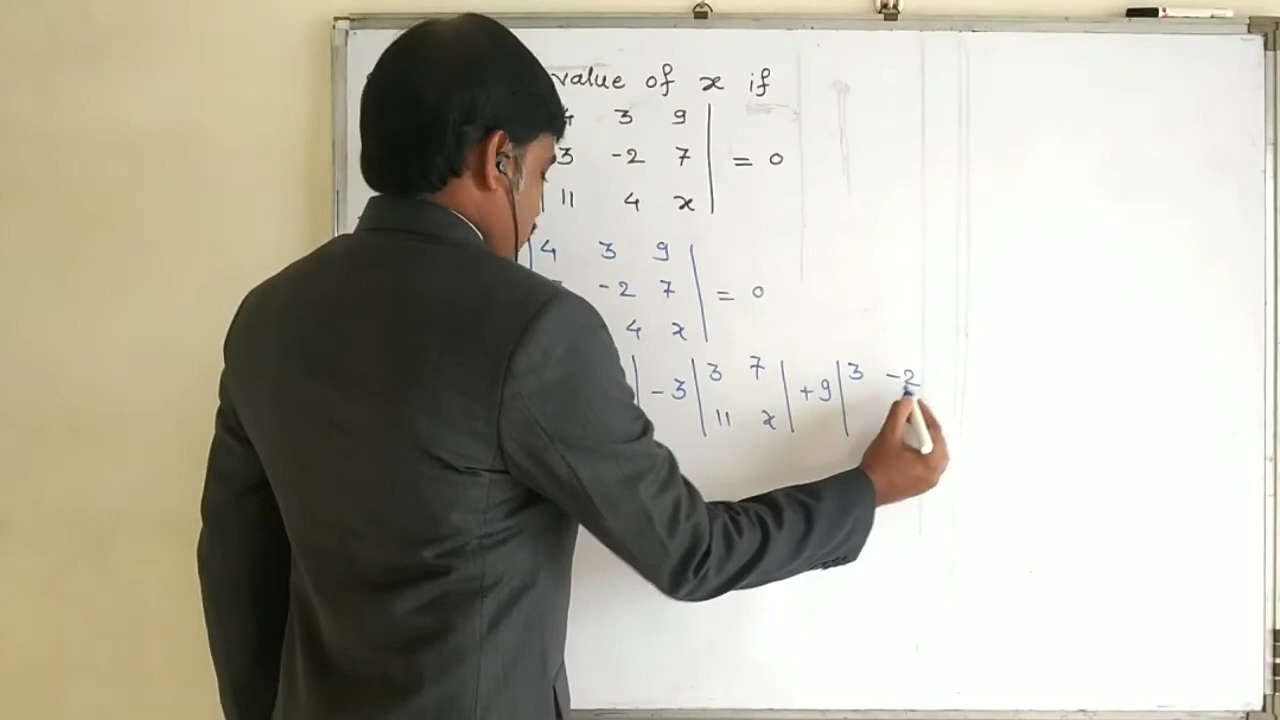 value of x if
4 3 9
3 -2 7 = 0
11 4 x
4 3 9
-2 7 = 0
4 x
-3 | 3 7 | +9 | 3 -2
11 x